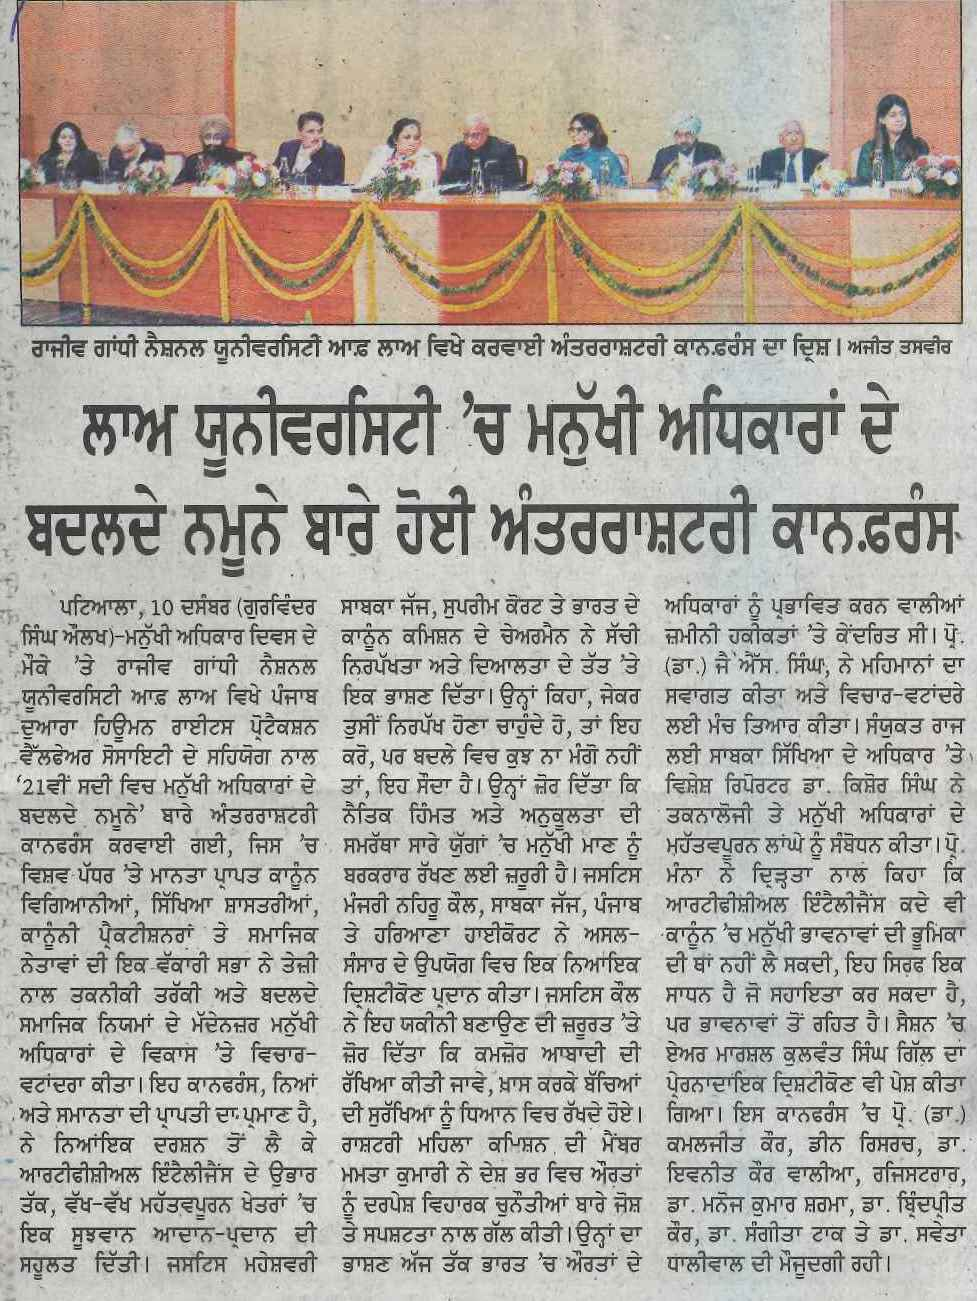 ਰਾਜੀਵ ਗਾਂਧੀ ਨੈਸ਼ਨਲ ਯੂਨੀਵਰਸਿਟੀ ਆਫ਼ ਲਾਅ ਵਿਖੇ ਕਰਵਾਈ ਅੰਤਰਰਾਸ਼ਟਰੀ ਕਾਨਫ਼ਰੰਸ ਦਾ ਦ੍ਰਿਸ਼। ਅਜੀਤ ਤਸਵੀਰ
ਲਾਅ ਯੂਨੀਵਰਸਿਟੀ ’ਚ ਮਨੁੱਖੀ ਅਧਿਕਾਰਾਂ ਦੇ
ਬਦਲਦੇ ਨਮੂਨੇ ਬਾਰੇ ਹੋਈ ਅੰਤਰਰਾਸ਼ਟਰੀ ਕਾਨਫ਼ਰੰਸ
ਪਟਿਆਲਾ, 10 ਦਸੰਬਰ (ਗੁਰਵਿੰਦਰ
ਸਿੰਘ ਔਲਖ)-ਮਨੁੱਖੀ ਅਧਿਕਾਰ ਦਿਵਸ ਦੇ
ਮੌਕੇ ’ਤੇ ਰਾਜੀਵ ਗਾਂਧੀ ਨੈਸ਼ਨਲ
ਯੂਨੀਵਰਸਿਟੀ ਆਫ਼ ਲਾਅ ਵਿਖੇ ਪੰਜਾਬ
ਦੁਆਰਾ ਹਿਊਮਨ ਰਾਈਟਸ ਪ੍ਰੋਟੈਕਸ਼ਨ
ਵੈੱਲਫੇਅਰ ਸੋਸਾਇਟੀ ਦੇ ਸਹਿਯੋਗ ਨਾਲ
‘21ਵੀਂ ਸਦੀ ਵਿਚ ਮਨੁੱਖੀ ਅਧਿਕਾਰਾਂ ਦੇ
ਬਦਲਦੇ ਨਮੂਨੇ’ ਬਾਰੇ ਅੰਤਰਰਾਸ਼ਟਰੀ
ਕਾਨਫਰੰਸ ਕਰਵਾਈ ਗਈ, ਜਿਸ ’ਚ
ਵਿਸ਼ਵ ਪੱਧਰ ’ਤੇ ਮਾਨਤਾ ਪ੍ਰਾਪਤ ਕਾਨੂੰਨ
ਵਿਗਿਆਨੀਆਂ, ਸਿੱਖਿਆ ਸ਼ਾਸਤਰੀਆਂ,
ਕਾਨੂੰਨੀ ਪ੍ਰੈਕਟੀਸ਼ਨਰਾਂ ਤੇ ਸਮਾਜਿਕ
ਨੇਤਾਵਾਂ ਦੀ ਇਕ ਵੱਕਾਰੀ ਸਭਾ ਨੇ ਤੇਜ਼ੀ
ਨਾਲ ਤਕਨੀਕੀ ਤਰੱਕੀ ਅਤੇ ਬਦਲਦੇ
ਸਮਾਜਿਕ ਨਿਯਮਾਂ ਦੇ ਮੱਦੇਨਜ਼ਰ ਮਨੁੱਖੀ
ਅਧਿਕਾਰਾਂ ਦੇ ਵਿਕਾਸ ’ਤੇ ਵਿਚਾਰ-
ਵਟਾਂਦਰਾ ਕੀਤਾ। ਇਹ ਕਾਨਫਰੰਸ, ਨਿਆਂ
ਅਤੇ ਸਮਾਨਤਾ ਦੀ ਪ੍ਰਾਪਤੀ ਦਾ ਪ੍ਰਮਾਣ ਹੈ,
ਨੇ ਨਿਆਂਇਕ ਦਰਸ਼ਨ ਤੋਂ ਲੈ ਕੇ
ਆਰਟੀਫੀਸ਼ੀਅਲ ਇੰਟੈਲੀਜੈਂਸ ਦੇ ਉਭਾਰ
ਤੱਕ, ਵੱਖ-ਵੱਖ ਮਹੱਤਵਪੂਰਨ ਖੇਤਰਾਂ ’ਚ
ਇਕ ਸੂਝਵਾਨ ਆਦਾਨ-ਪ੍ਰਦਾਨ ਦੀ
ਸਹੂਲਤ ਦਿੱਤੀ। ਜਸਟਿਸ ਮਹੇਸ਼ਵਰੀ
ਸਾਬਕਾ ਜੱਜ, ਸੁਪਰੀਮ ਕੋਰਟ ਤੇ ਭਾਰਤ ਦੇ
ਕਾਨੂੰਨ ਕਮਿਸ਼ਨ ਦੇ ਚੇਅਰਮੈਨ ਨੇ ਸੱਚੀ
ਨਿਰਪੱਖਤਾ ਅਤੇ ਦਿਆਲਤਾ ਦੇ ਤੱਤ ’ਤੇ
ਇਕ ਭਾਸ਼ਣ ਦਿੱਤਾ। ਉਨ੍ਹਾਂ ਕਿਹਾ, ਜੇਕਰ
ਤੁਸੀਂ ਨਿਰਪੱਖ ਹੋਣਾ ਚਾਹੁੰਦੇ ਹੋ, ਤਾਂ ਇਹ
ਕਰੋ, ਪਰ ਬਦਲੇ ਵਿਚ ਕੁਝ ਨਾ ਮੰਗੋ ਨਹੀਂ
ਤਾਂ, ਇਹ ਸੌਦਾ ਹੈ। ਉਨ੍ਹਾਂ ਜ਼ੋਰ ਦਿੱਤਾ ਕਿ
ਨੈਤਿਕ ਹਿੰਮਤ ਅਤੇ ਅਨੁਕੂਲਤਾ ਦੀ
ਸਮਰੱਥਾ ਸਾਰੇ ਯੁੱਗਾਂ ’ਚ ਮਨੁੱਖੀ ਮਾਣ ਨੂੰ
ਬਰਕਰਾਰ ਰੱਖਣ ਲਈ ਜ਼ਰੂਰੀ ਹੈ। ਜਸਟਿਸ
ਮੰਜਰੀ ਨਹਿਰੂ ਕੌਲ, ਸਾਬਕਾ ਜੱਜ, ਪੰਜਾਬ
ਤੇ ਹਰਿਆਣਾ ਹਾਈਕੋਰਟ ਨੇ ਅਸਲ-
ਸੰਸਾਰ ਦੇ ਉਪਯੋਗ ਵਿਚ ਇਕ ਨਿਆਂਇਕ
ਦ੍ਰਿਸ਼ਟੀਕੋਣ ਪ੍ਰਦਾਨ ਕੀਤਾ। ਜਸਟਿਸ ਕੌਲ
ਨੇ ਇਹ ਯਕੀਨੀ ਬਣਾਉਣ ਦੀ ਜ਼ਰੂਰਤ ’ਤੇ
ਜ਼ੋਰ ਦਿੱਤਾ ਕਿ ਕਮਜ਼ੋਰ ਆਬਾਦੀ ਦੀ
ਰੱਖਿਆ ਕੀਤੀ ਜਾਵੇ, ਖ਼ਾਸ ਕਰਕੇ ਬੱਚਿਆਂ
ਦੀ ਸੁਰੱਖਿਆ ਨੂੰ ਧਿਆਨ ਵਿਚ ਰੱਖਦੇ ਹੋਏ।
ਰਾਸ਼ਟਰੀ ਮਹਿਲਾ ਕਮਿਸ਼ਨ ਦੀ ਮੈਂਬਰ
ਮਮਤਾ ਕੁਮਾਰੀ ਨੇ ਦੇਸ਼ ਭਰ ਵਿਚ ਔਰਤਾਂ
ਨੂੰ ਦਰਪੇਸ਼ ਵਿਹਾਰਕ ਚੁਨੌਤੀਆਂ ਬਾਰੇ ਜੋਸ਼
ਤੇ ਸਪਸ਼ਟਤਾ ਨਾਲ ਗੱਲ ਕੀਤੀ। ਉਨ੍ਹਾਂ ਦਾ
ਭਾਸ਼ਣ ਅੱਜ ਤੱਕ ਭਾਰਤ ’ਚ ਔਰਤਾਂ ਦੇ
ਅਧਿਕਾਰਾਂ ਨੂੰ ਪ੍ਰਭਾਵਿਤ ਕਰਨ ਵਾਲੀਆਂ
ਜ਼ਮੀਨੀ ਹਕੀਕਤਾਂ ’ਤੇ ਕੇਂਦਰਿਤ ਸੀ। ਪ੍ਰੋ.
(ਡਾ.) ਜੈ ਐੱਸ. ਸਿੰਘ, ਨੇ ਮਹਿਮਾਨਾਂ ਦਾ
ਸਵਾਗਤ ਕੀਤਾ ਅਤੇ ਵਿਚਾਰ-ਵਟਾਂਦਰੇ
ਲਈ ਮੰਚ ਤਿਆਰ ਕੀਤਾ। ਸੰਯੁਕਤ ਰਾਜ
ਲਈ ਸਾਬਕਾ ਸਿੱਖਿਆ ਦੇ ਅਧਿਕਾਰ ’ਤੇ
ਵਿਸ਼ੇਸ਼ ਰਿਪੋਰਟਰ ਡਾ. ਕਿਸ਼ੋਰ ਸਿੰਘ ਨੇ
ਤਕਨਾਲੋਜੀ ਤੇ ਮਨੁੱਖੀ ਅਧਿਕਾਰਾਂ ਦੇ
ਮਹੱਤਵਪੂਰਨ ਲਾਂਘੇ ਨੂੰ ਸੰਬੋਧਨ ਕੀਤਾ। ਪ੍ਰੋ.
ਮੰਨਾ ਨੇ ਦ੍ਰਿੜ੍ਹਤਾ ਨਾਲ ਕਿਹਾ ਕਿ
ਆਰਟੀਫੀਸ਼ੀਅਲ ਇੰਟੈਲੀਜੈਂਸ ਕਦੇ ਵੀ
ਕਾਨੂੰਨ ’ਚ ਮਨੁੱਖੀ ਭਾਵਨਾਵਾਂ ਦੀ ਭੂਮਿਕਾ
ਦੀ ਥਾਂ ਨਹੀਂ ਲੈ ਸਕਦੀ, ਇਹ ਸਿਰਫ਼ ਇਕ
ਸਾਧਨ ਹੈ ਜੋ ਸਹਾਇਤਾ ਕਰ ਸਕਦਾ ਹੈ,
ਪਰ ਭਾਵਨਾਵਾਂ ਤੋਂ ਰਹਿਤ ਹੈ। ਸੈਸ਼ਨ ’ਚ
ਏਅਰ ਮਾਰਸ਼ਲ ਕੁਲਵੰਤ ਸਿੰਘ ਗਿੱਲ ਦਾ
ਪ੍ਰੇਰਨਾਦਾਇਕ ਦ੍ਰਿਸ਼ਟੀਕੋਣ ਵੀ ਪੇਸ਼ ਕੀਤਾ
ਗਿਆ। ਇਸ ਕਾਨਫਰੰਸ ’ਚ ਪ੍ਰੋ. (ਡਾ.)
ਕਮਲਜੀਤ ਕੌਰ, ਡੀਨ ਰਿਸਰਚ, ਡਾ.
ਇਵਨੀਤ ਕੌਰ ਵਾਲੀਆ, ਰਜਿਸਟਰਾਰ,
ਡਾ. ਮਨੋਜ ਕੁਮਾਰ ਸ਼ਰਮਾ, ਡਾ. ਬ੍ਰਿੰਦਪ੍ਰੀਤ
ਕੌਰ, ਡਾ. ਸੰਗੀਤਾ ਟਾਕ ਤੇ ਡਾ. ਸਵੇਤਾ
ਧਾਲੀਵਾਲ ਦੀ ਮੌਜੂਦਗੀ ਰਹੀ।